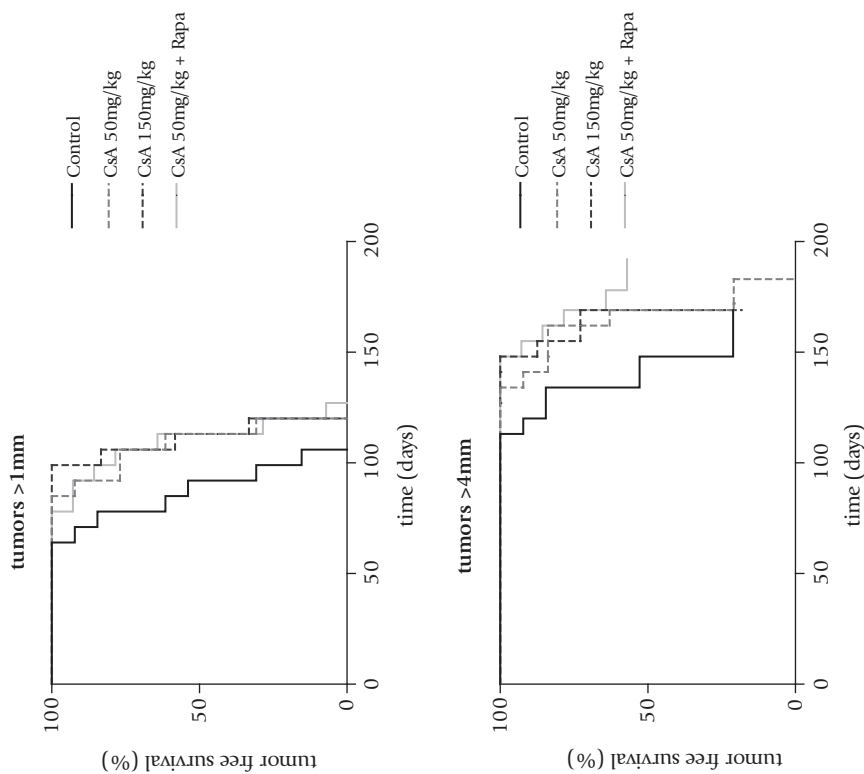 tumors >1mm
tumor free survival (%)
100
50
0
0
50
100
150
200
time (days)
Control
CsA 50mg/kg
CsA 150mg/kg
CsA 50mg/kg + Rapa
tumors >4mm
tumor free survival (%)
100
50
0
0
50
100
150
200
time (days)
Control
CsA 50mg/kg
CsA 150mg/kg
CsA 50mg/kg + Rapa